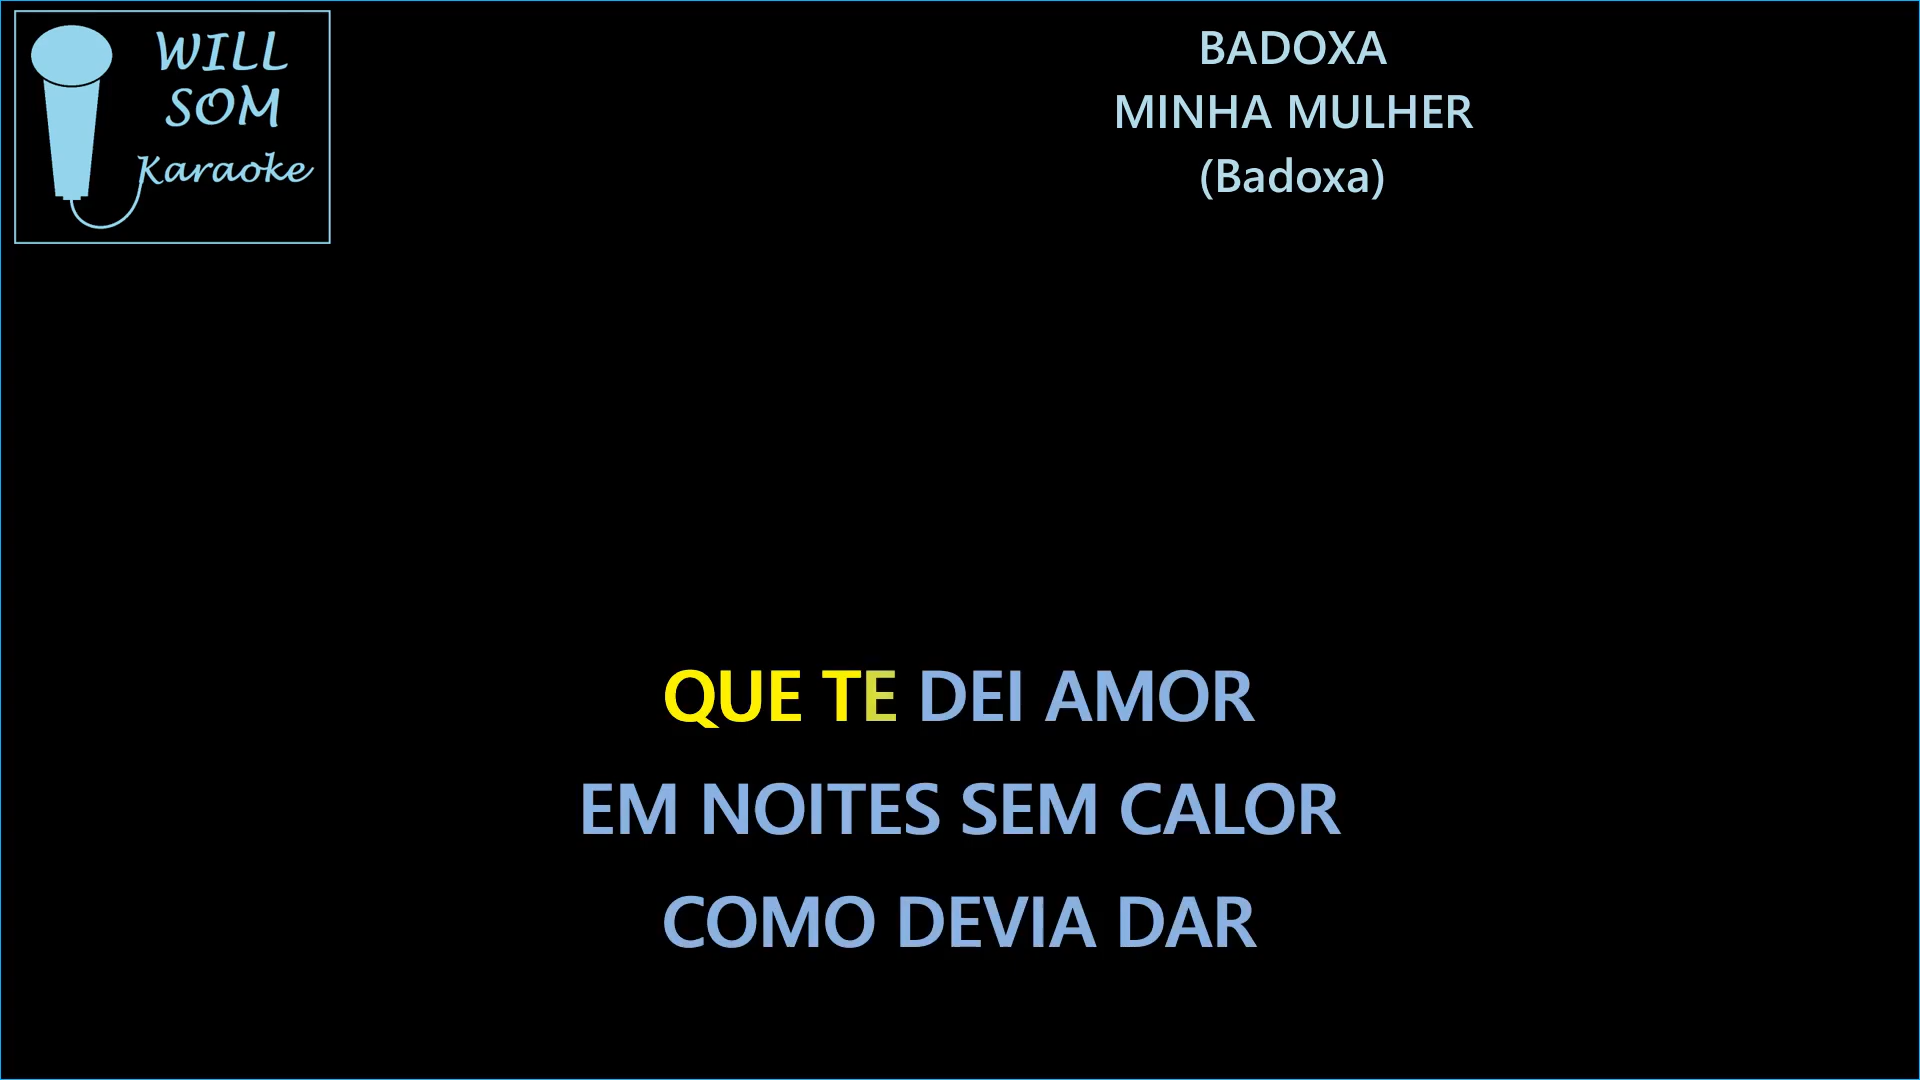 WILL
SOM
Karaoke
BADOXA
MINHA MULHER
(Badoxa)
QUE TE DEI AMOR
EM NOITES SEM CALOR
COMO DEVIA DAR